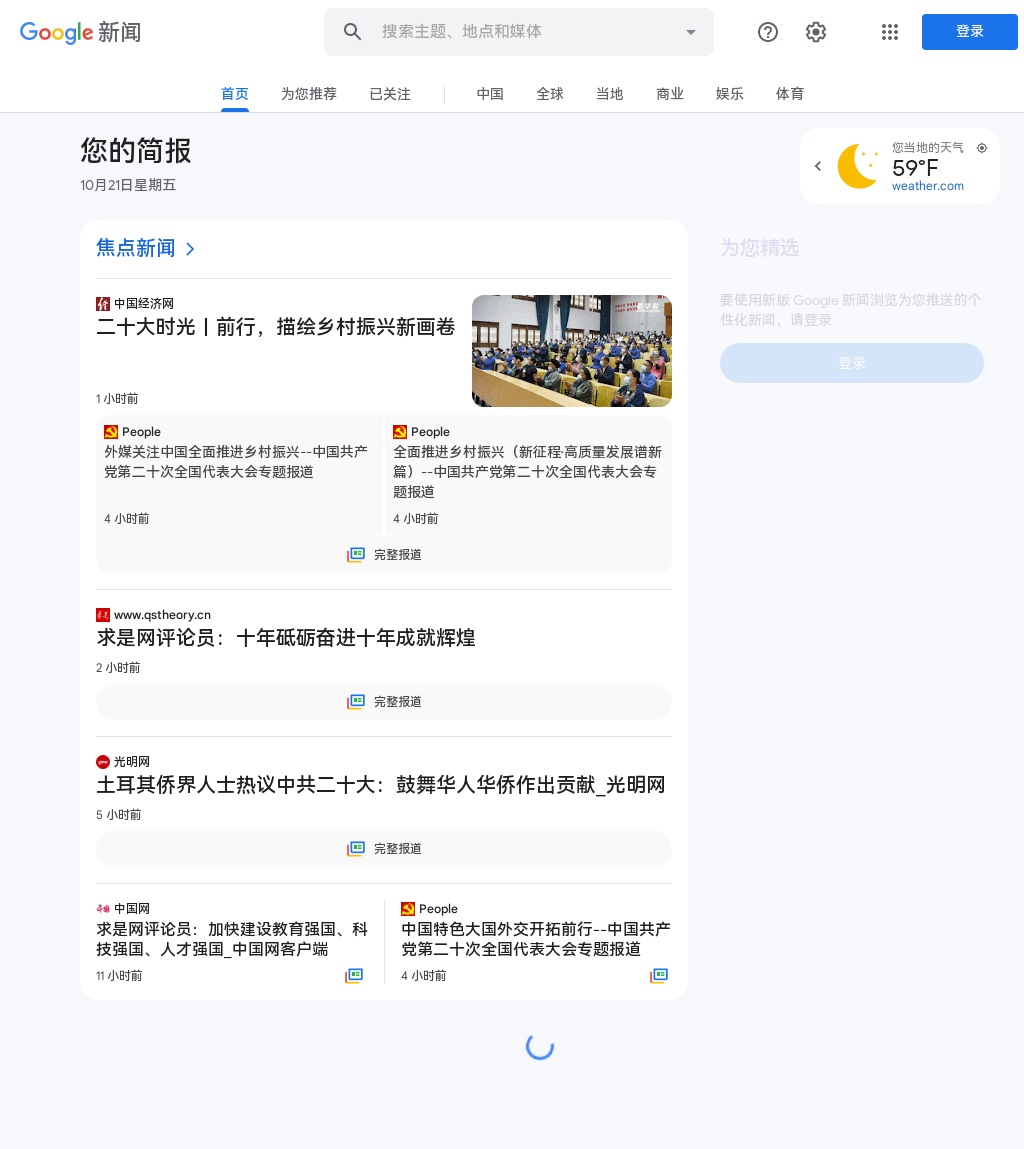 Google 新闻
搜索主题、地点和媒体
登录
首页
为您推荐
已关注
中国
全球
当地
商业
娱乐
体育
您的简报
10月21日星期五
您当地的天气
59°F
weather.com
焦点新闻
中国经济网
二十大时光丨前行，描绘乡村振兴新画卷
1 小时前
People
外媒关注中国全面推进乡村振兴--中国共产
党第二十次全国代表大会专题报道
4 小时前
People
全面推进乡村振兴（新征程·高质量发展谱新
篇）--中国共产党第二十次全国代表大会专
题报道
4 小时前
完整报道
www.qstheory.cn
求是网评论员：十年砥砺奋进十年成就辉煌
2 小时前
完整报道
光明网
土耳其侨界人士热议中共二十大：鼓舞华人华侨作出贡献_光明网
5 小时前
完整报道
中国网
求是网评论员：加快建设教育强国、科
技强国、人才强国_中国网客户端
11 小时前
People
中国特色大国外交开拓前行--中国共产
党第二十次全国代表大会专题报道
4 小时前
为您精选
要使用新版 Google 新闻浏览为您推送的个
性化新闻，请登录
登录